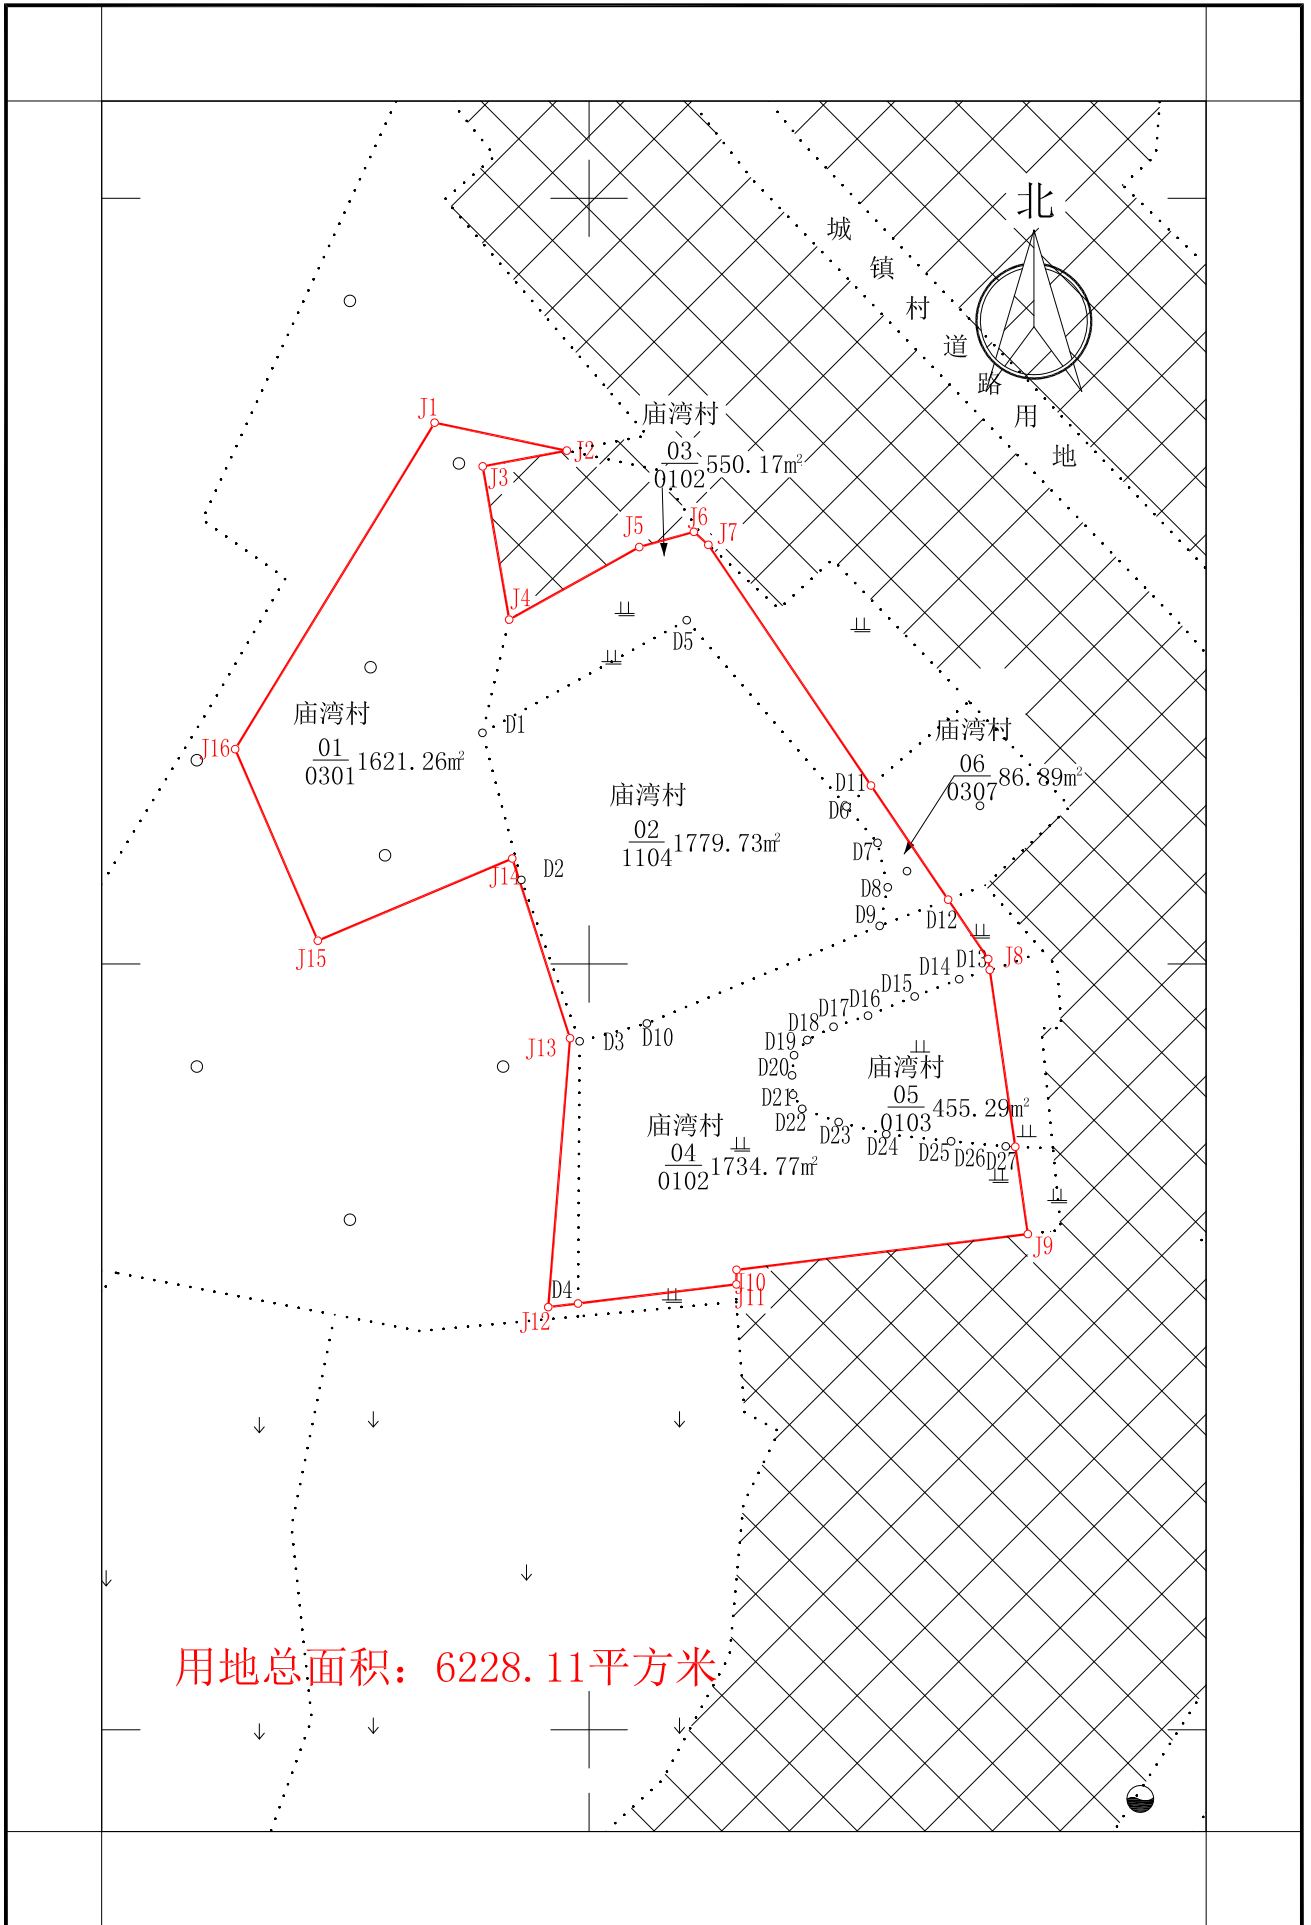 北
城
镇
村
道
路
用
地
J1
庙湾村
J2
03
0102
550.17m²
J3
J6
J5
J7
J4
D5
庙湾村
D1
庙湾村
J16
01
0301
1621.26m²
06
0307
86.89m²
D11
庙湾村
D6
02
1104
1779.73m²
D7
J14
D2
D8
D12
D9
J15
D13
J8
D14
D15
D16
D17
D18
D10
J13
D3
D19
D20
庙湾村
D21
05
0103
455.29m²
D22
庙湾村
D23
D24
D25
D26
D27
04
0102
1734.77m²
J9
J10
D4
J11
J12
用地总面积：6228.11平方米